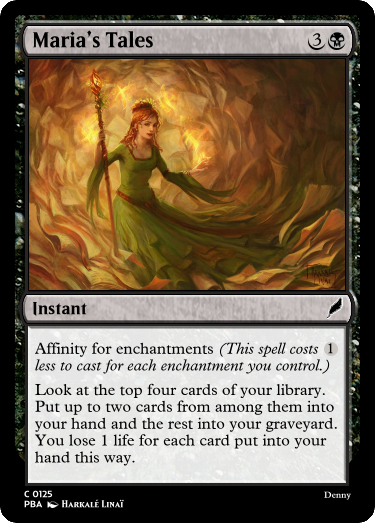 Maria's Tales 3
Instant
Affinity for enchantments (This spell costs 1
less to cast for each enchantment you control.)
Look at the top four cards of your library.
Put up to two cards from among them into
your hand and the rest into your graveyard.
You lose 1 life for each card put into your
hand this way.
C 0125 Denny
PBA HARKALÉ LINAÏ